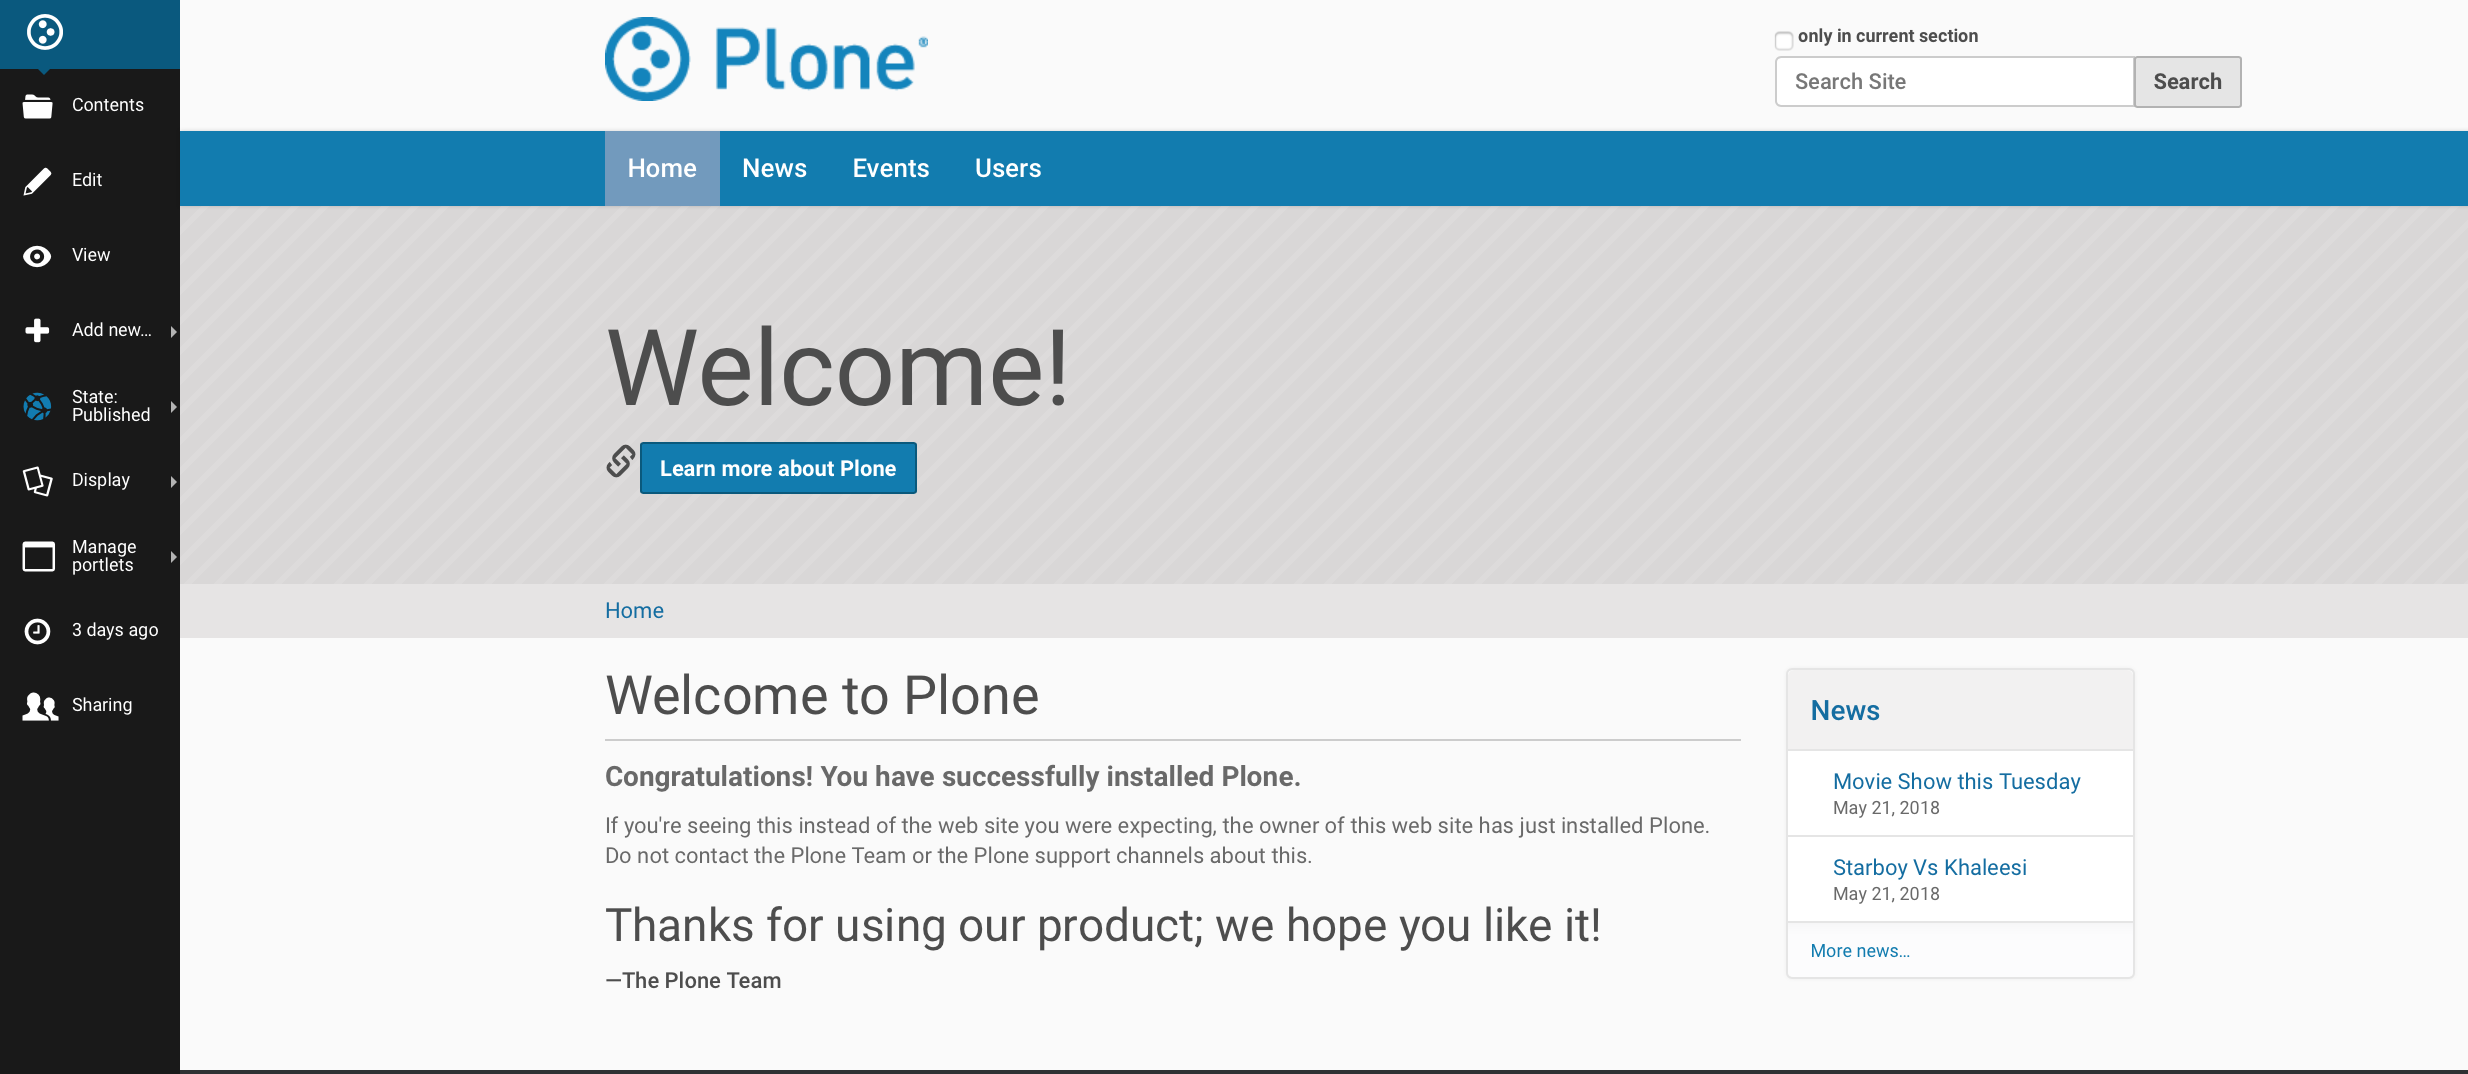 Contents
Edit
View
Add new...
State:
Published
Display
Manage
portlets
3 days ago
Sharing
Plone®
only in current section
Search Site
Search
Home
News
Events
Users
Welcome!
Learn more about Plone
Home
Welcome to Plone
Congratulations! You have successfully installed Plone.
If you're seeing this instead of the web site you were expecting, the owner of this web site has just installed Plone.
Do not contact the Plone Team or the Plone support channels about this.
Thanks for using our product; we hope you like it!
—The Plone Team
News
Movie Show this Tuesday
May 21, 2018
Starboy Vs Khaleesi
May 21, 2018
More news...